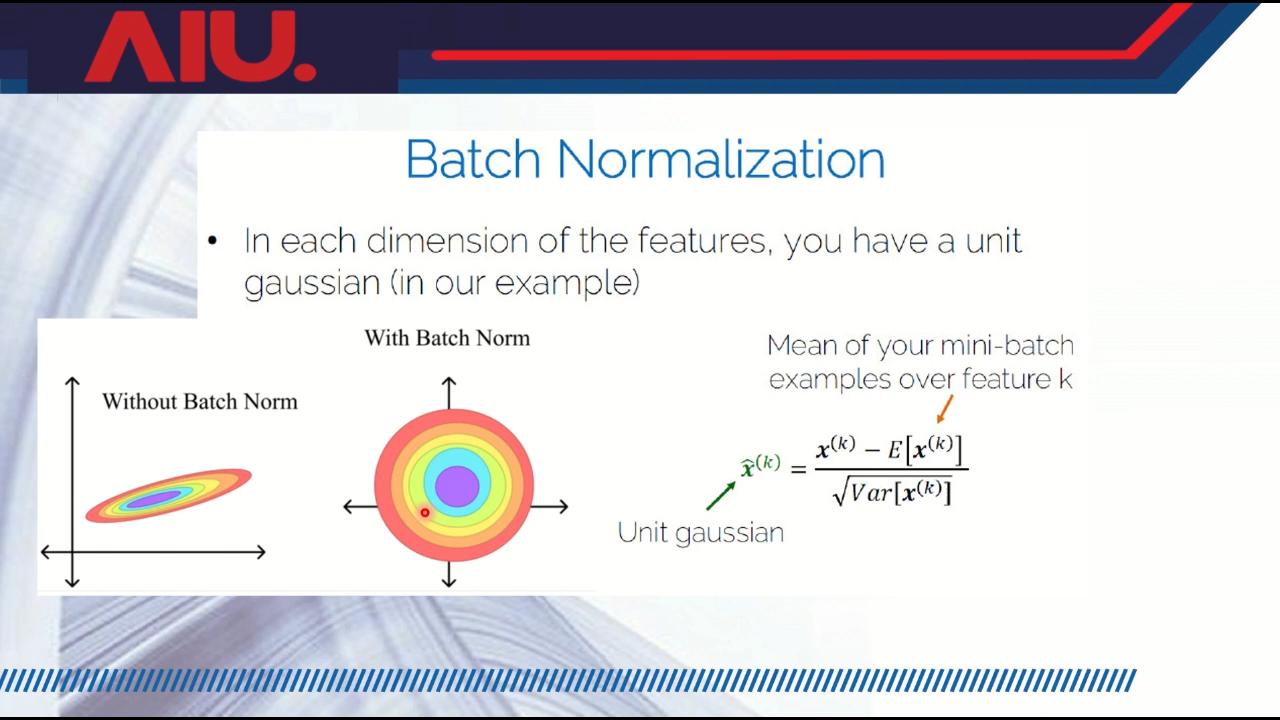 AIU.
Batch Normalization
• In each dimension of the features, you have a unit
gaussian (in our example)
With Batch Norm
Without Batch Norm
Mean of your mini-batch
examples over feature k
x̂^(k) = (x^(k) − E[x^(k)]) / √Var[x^(k)]
Unit gaussian